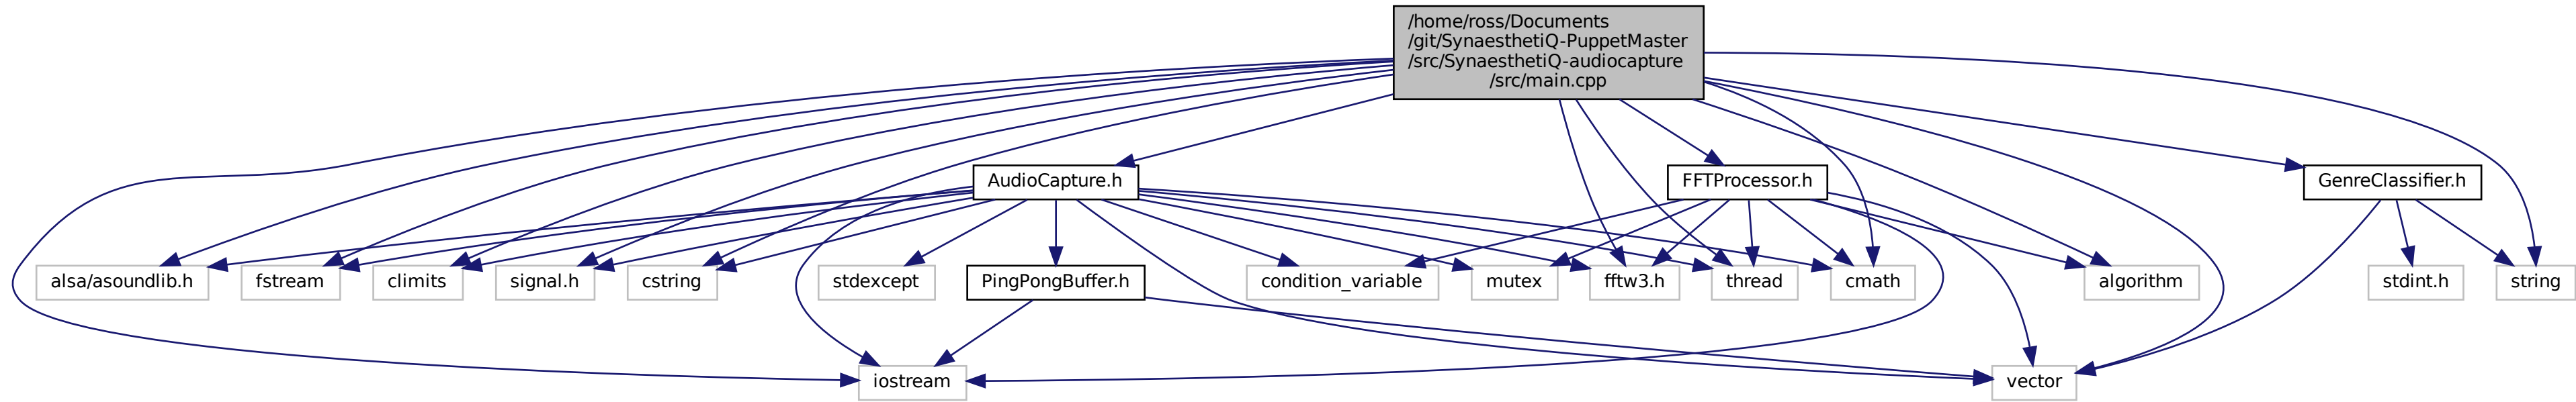 /home/ross/Documents
/git/SynaesthetiQ-PuppetMaster
/src/SynaesthetiQ-audiocapture
/src/main.cpp
AudioCapture.h
FFTProcessor.h
GenreClassifier.h
alsa/asoundlib.h
fstream
climits
signal.h
cstring
stdexcept
PingPongBuffer.h
condition_variable
mutex
fftw3.h
thread
cmath
algorithm
stdint.h
string
iostream
vector